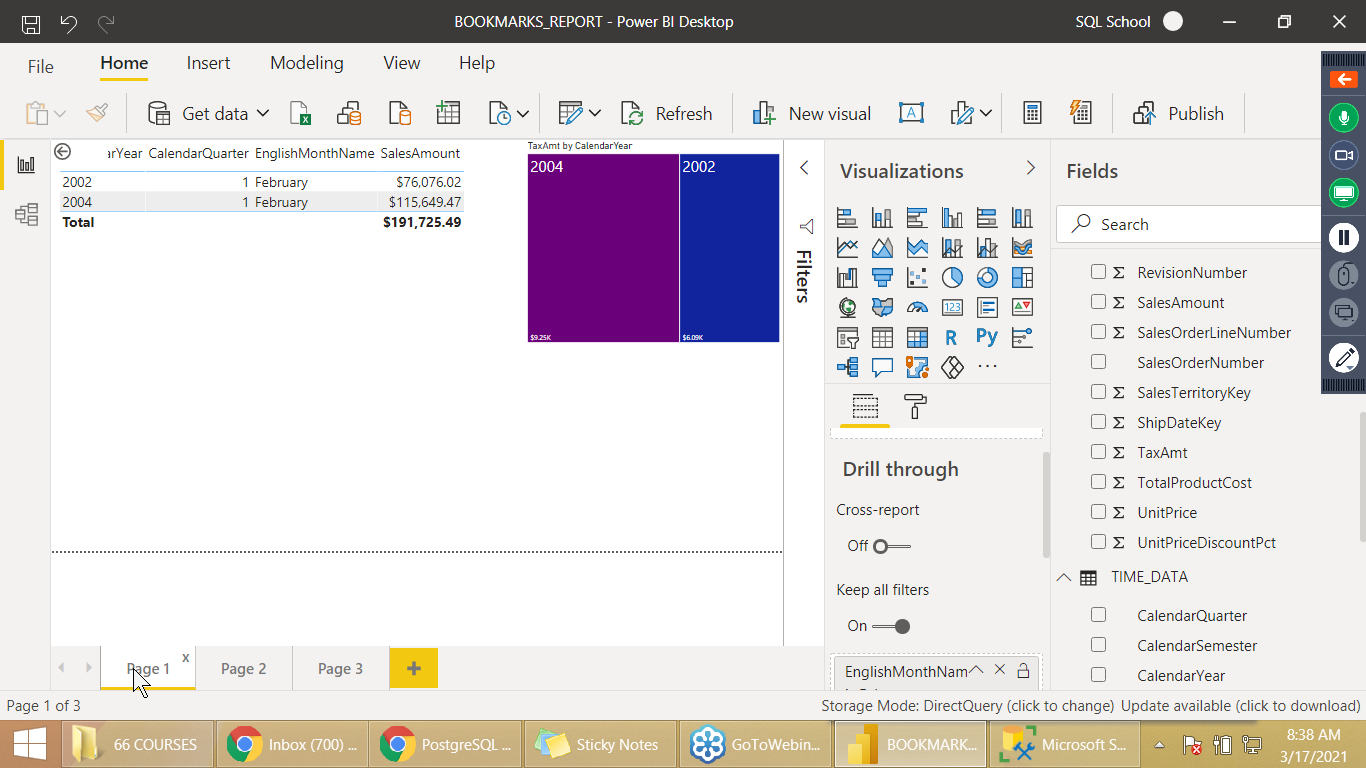 BOOKMARKS_REPORT - Power BI Desktop
SQL School
File
Home
Insert
Modeling
View
Help
Get data
Refresh
New visual
Publish
arYear CalendarQuarter EnglishMonthName SalesAmount
2002 1 February $76,076.02
2004 1 February $115,649.47
Total $191,725.49
TaxAmt by CalendarYear
2004
2002
$9.25K
$6.09K
Filters
Visualizations
123
R
Py
Drill through
Cross-report
Off
Keep all filters
On
EnglishMonthNam
Fields
Search
RevisionNumber
SalesAmount
SalesOrderLineNumber
SalesOrderNumber
SalesTerritoryKey
ShipDateKey
TaxAmt
TotalProductCost
UnitPrice
UnitPriceDiscountPct
TIME_DATA
CalendarQuarter
CalendarSemester
CalendarYear
Page 1
Page 2
Page 3
Page 1 of 3
Storage Mode: DirectQuery (click to change) Update available (click to download)
66 COURSES
Inbox (700) ...
PostgreSQL ...
Sticky Notes
GoToWebin...
BOOKMARK...
Microsoft S...
8:38 AM
3/17/2021